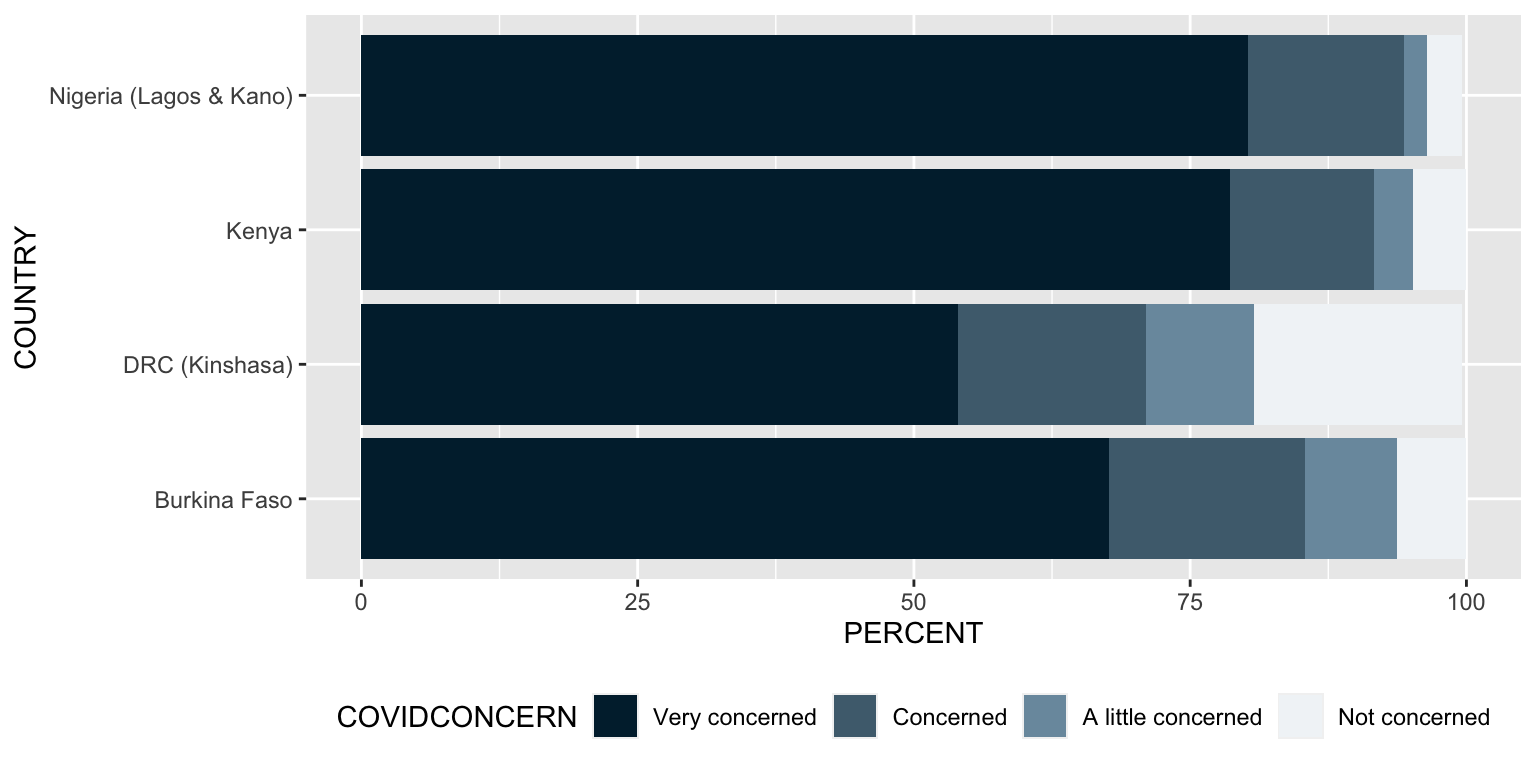 Nigeria (Lagos & Kano)
Kenya
DRC (Kinshasa)
Burkina Faso
COUNTRY
0 25 50 75 100
PERCENT
COVIDCONCERN Very concerned Concerned A little concerned Not concerned